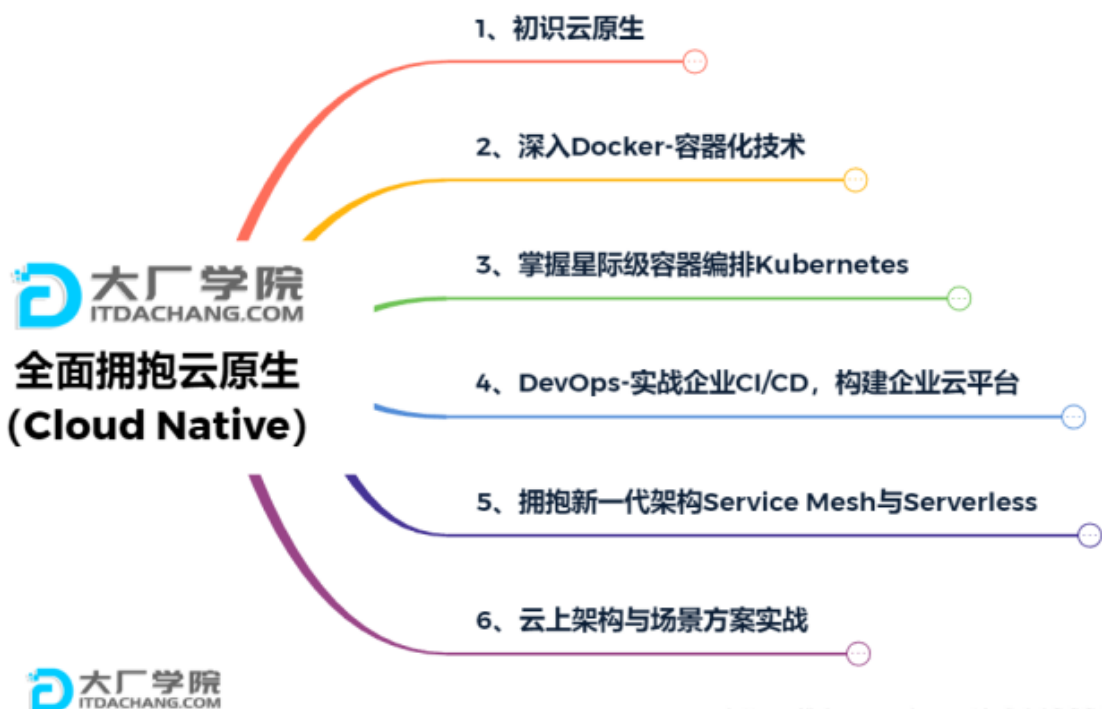 1、初识云原生
2、深入Docker-容器化技术
3、掌握星际级容器编排Kubernetes
大厂学院
ITDACHANG.COM
全面拥抱云原生
（Cloud Native）
4、DevOps-实战企业CI/CD，构建企业云平台
5、拥抱新一代架构Service Mesh与Serverless
6、云上架构与场景方案实战
大厂学院
ITDACHANG.COM